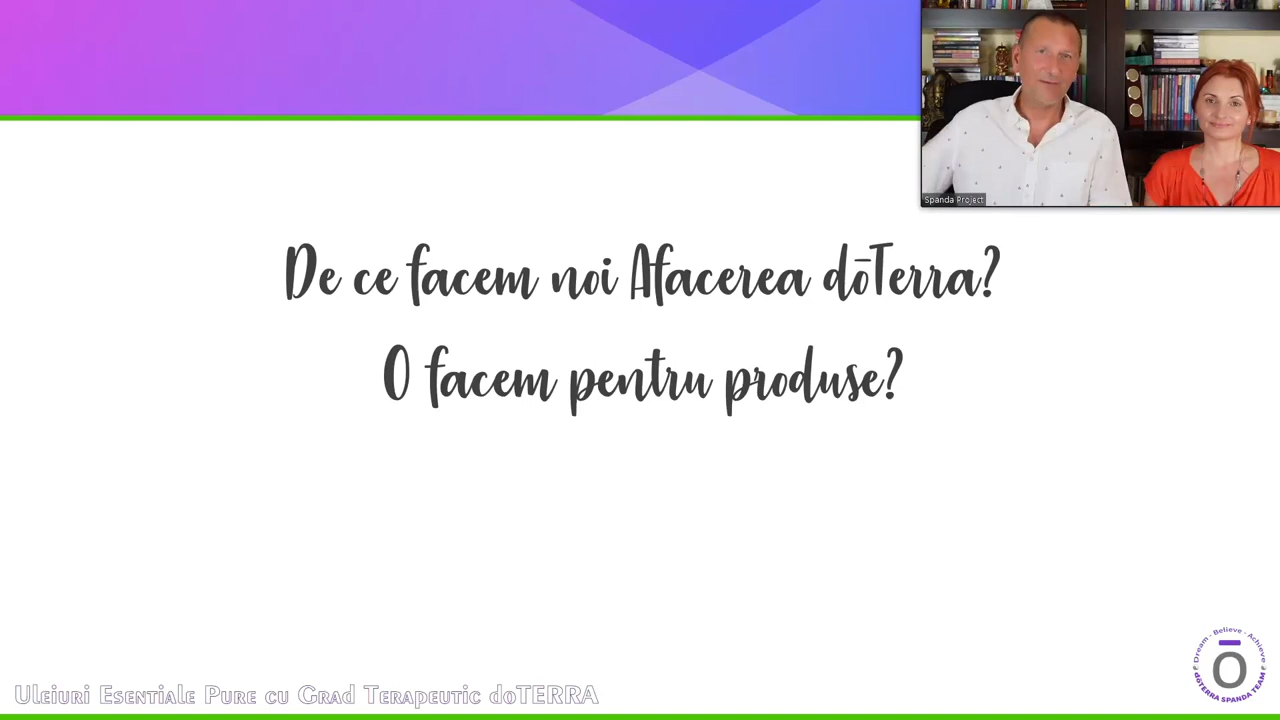 Spanda Project
De ce facem noi Afacerea dōTerra?
O facem pentru produse?
Dream - Believe - Achieve
Ō
dōTERRA SPANDA TEAM
Uleiuri Esentiale Pure cu Grad Terapeutic doTERRA